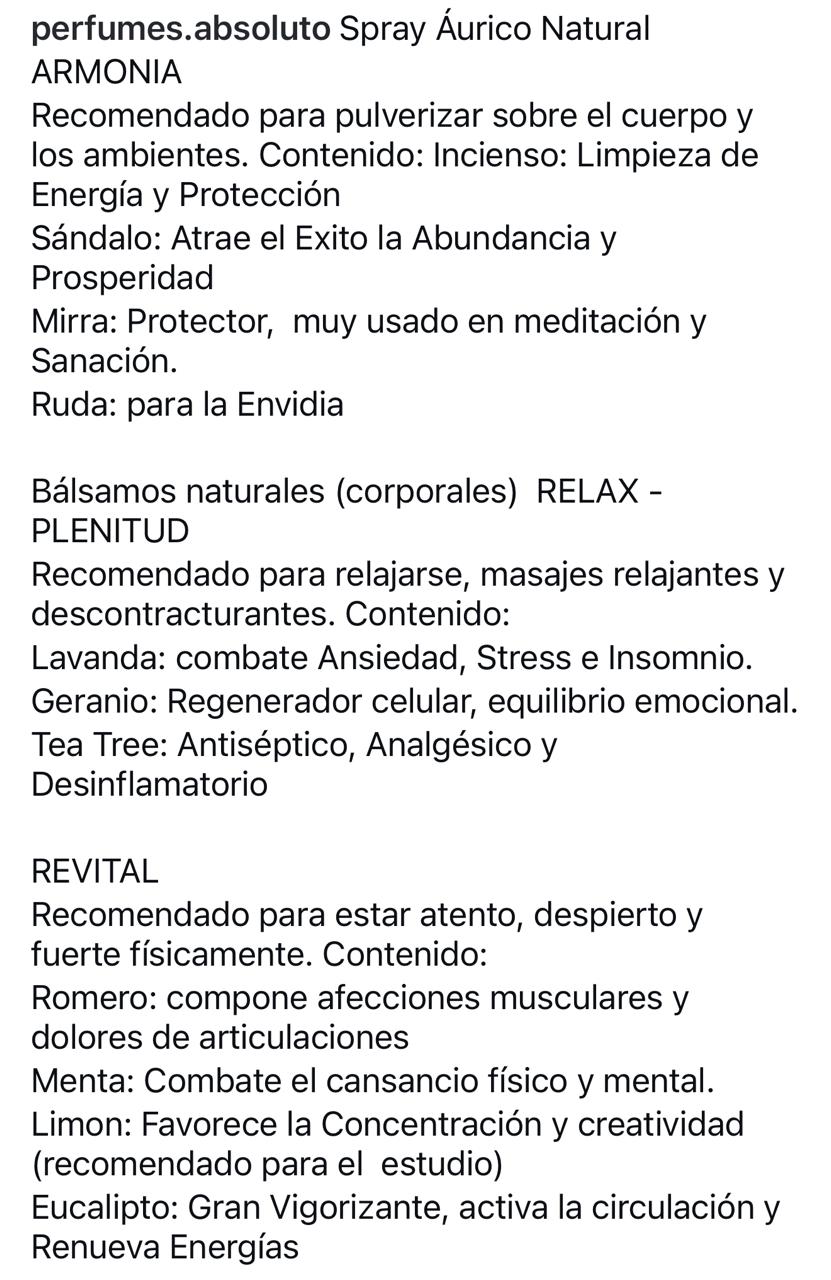 perfumes.absoluto Spray Áurico Natural
ARMONIA
Recomendado para pulverizar sobre el cuerpo y
los ambientes. Contenido: Incienso: Limpieza de
Energía y Protección
Sándalo: Atrae el Exito la Abundancia y
Prosperidad
Mirra: Protector,  muy usado en meditación y
Sanación.
Ruda: para la Envidia
Bálsamos naturales (corporales)  RELAX -
PLENITUD
Recomendado para relajarse, masajes relajantes y
descontracturantes. Contenido:
Lavanda: combate Ansiedad, Stress e Insomnio.
Geranio: Regenerador celular, equilibrio emocional.
Tea Tree: Antiséptico, Analgésico y
Desinflamatorio
REVITAL
Recomendado para estar atento, despierto y
fuerte físicamente. Contenido:
Romero: compone afecciones musculares y
dolores de articulaciones
Menta: Combate el cansancio físico y mental.
Limon: Favorece la Concentración y creatividad
(recomendado para el  estudio)
Eucalipto: Gran Vigorizante, activa la circulación y
Renueva Energías